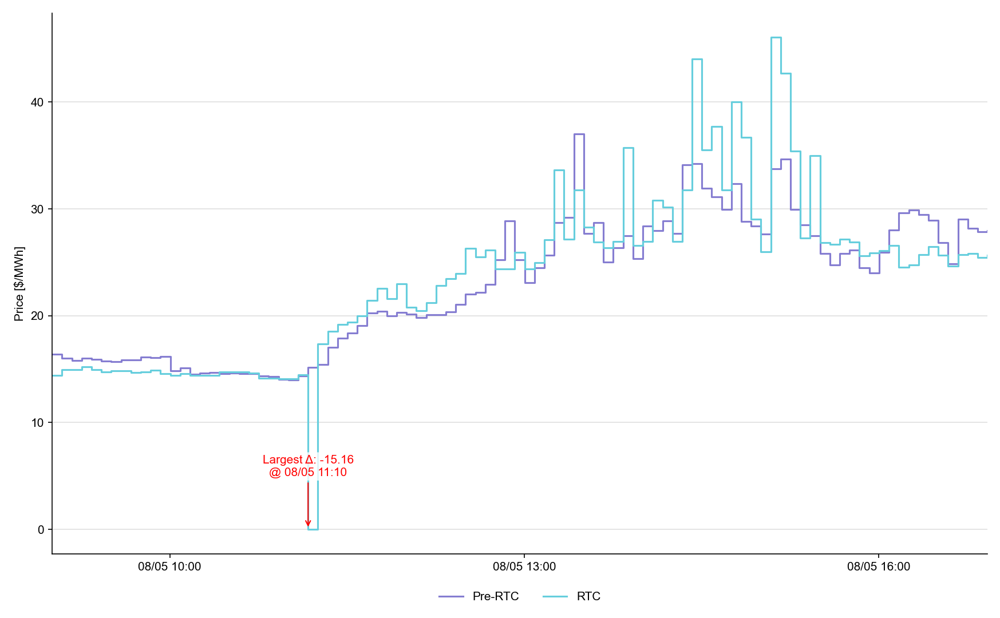 Price [$/MWh]
40
30
20
10
0
Largest Δ: -15.16
@ 08/05 11:10
08/05 10:00
08/05 13:00
08/05 16:00
Pre-RTC
RTC